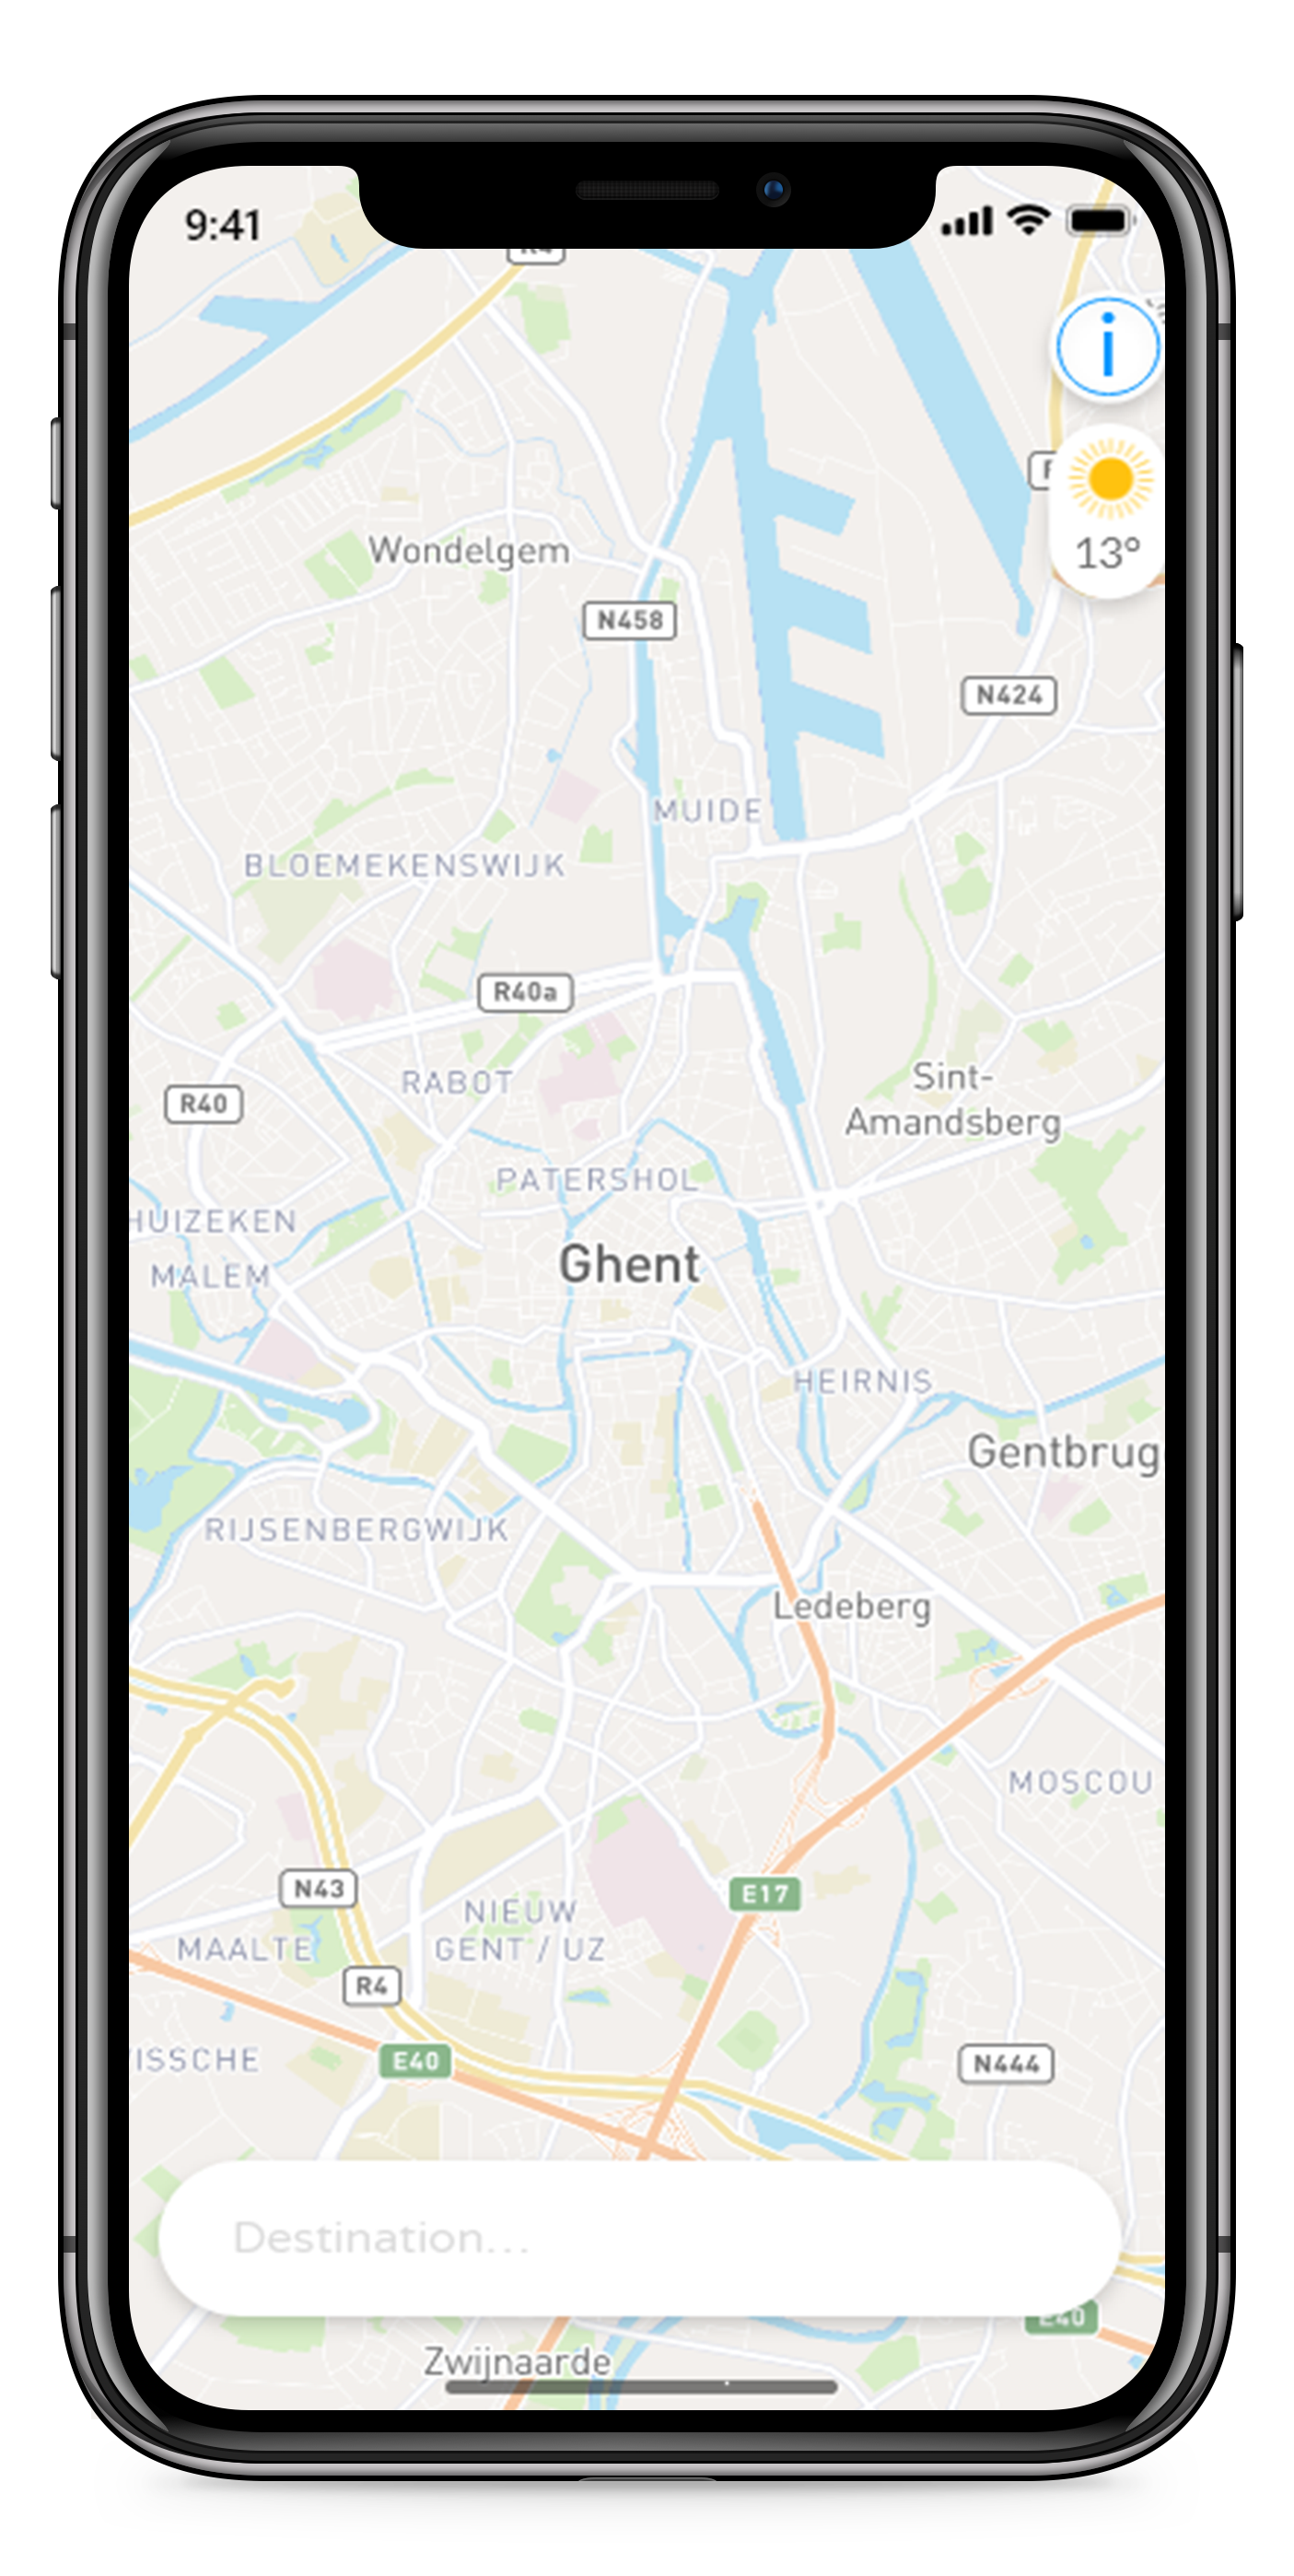 9:41
R4
13°
Wondelgem
N458
N424
MUIDE
BLOEMEKENSWIJK
R40a
RABOT
Sint-
Amandsberg
R40
PATERSHOL
HUIZEKEN
MALEM
Ghent
HEIRNIS
Gentbrug
RIJSENBERGWIJK
Ledeberg
MOSCOU
N43
E17
NIEUW
GENT / UZ
MAALTE
R4
ISSCHE
E40
N444
Destination...
E40
Zwijnaarde